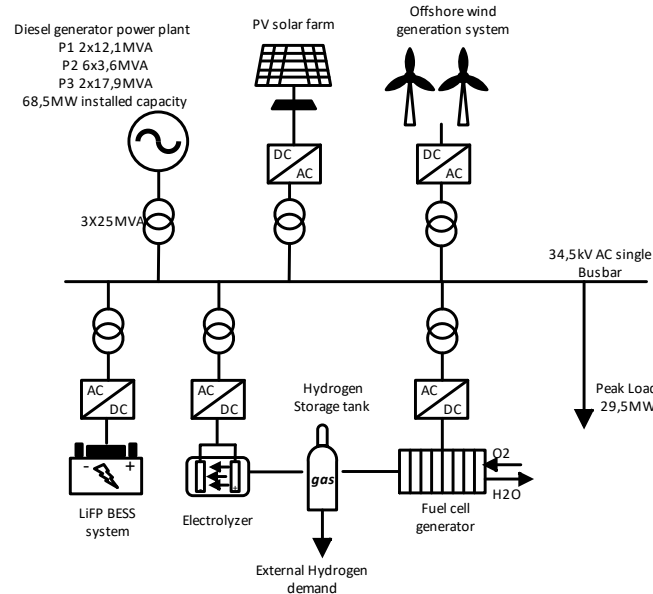 Diesel generator power plant
P1 2x12,1MVA
P2 6x3,6MVA
P3 2x17,9MVA
68,5MW installed capacity
PV solar farm
Offshore wind
generation system
DC
AC
DC
AC
3X25MVA
34,5kV AC single
Busbar
AC
DC
AC
DC
AC
DC
Hydrogen
Storage tank
Peak Load
29,5MW
- +
gas
O2
H2O
LiFP BESS
system
Electrolyzer
Fuel cell
generator
External Hydrogen
demand